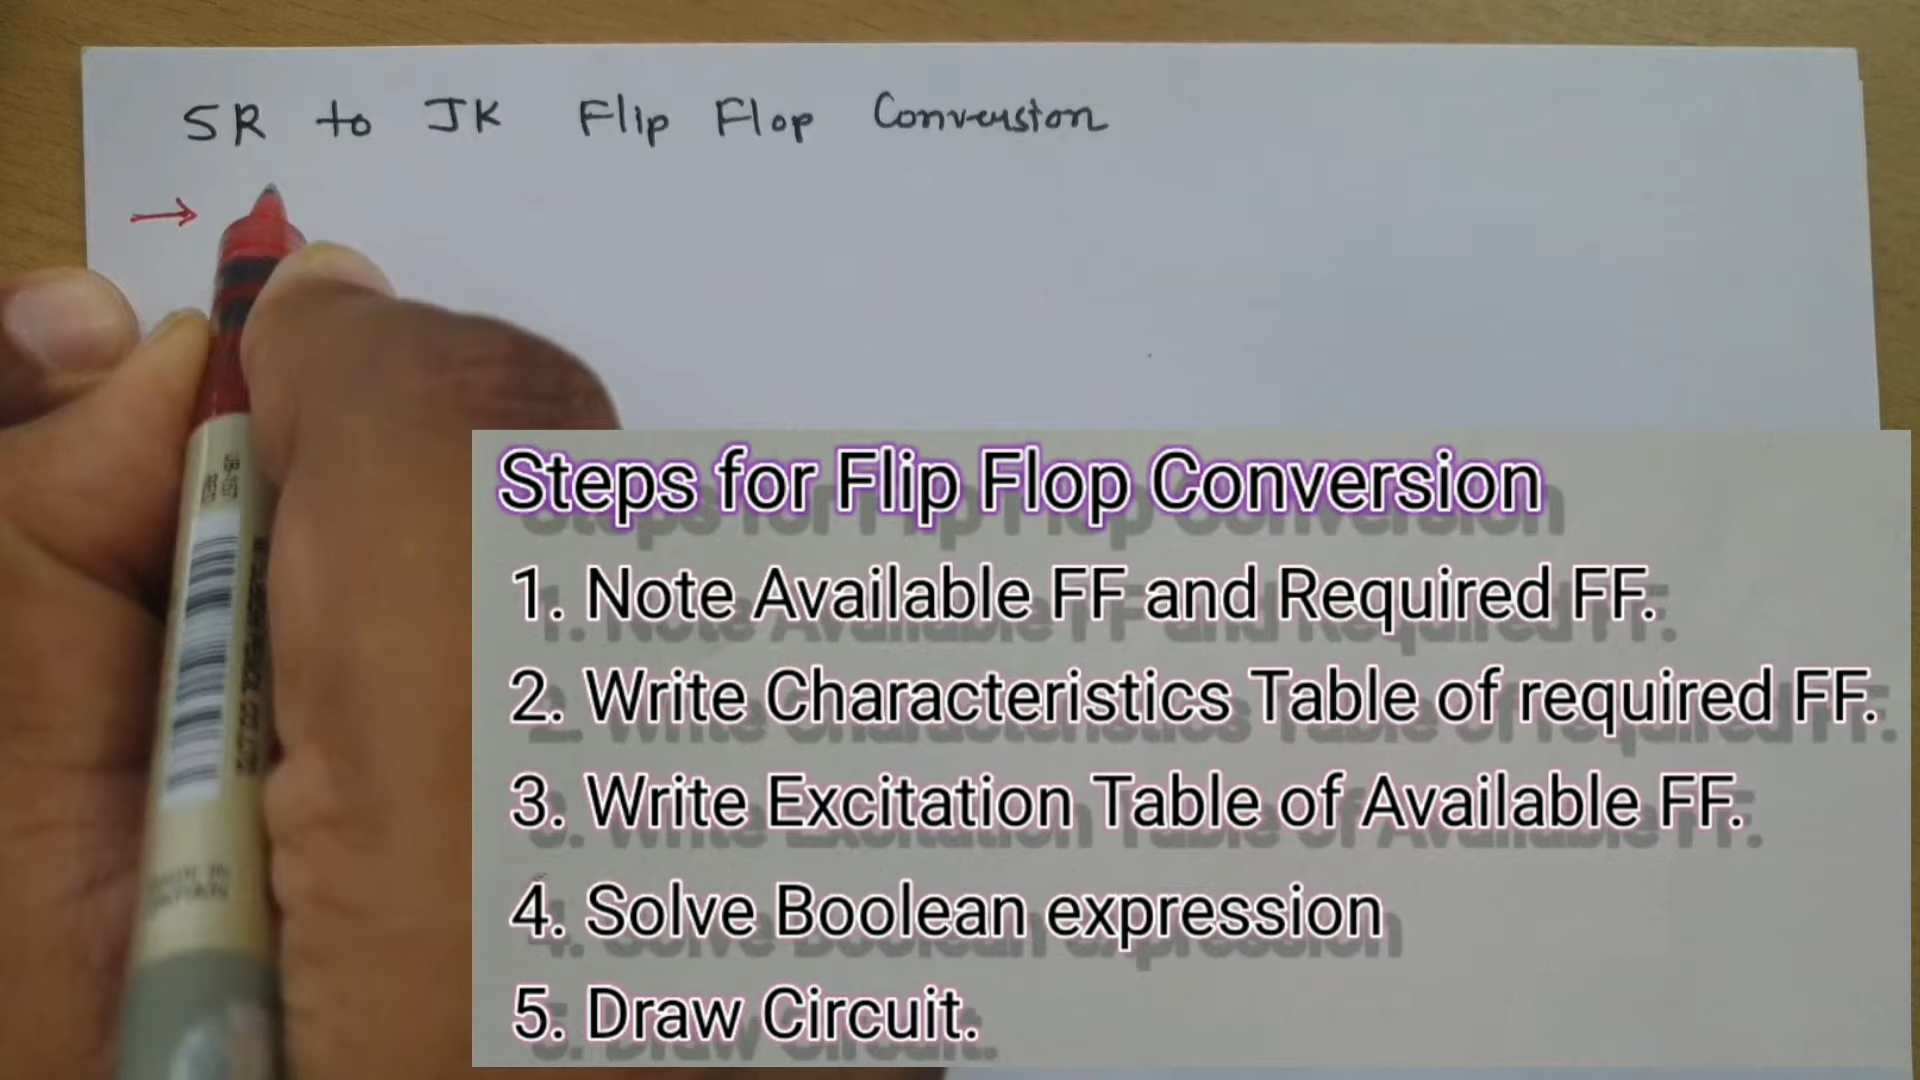 SR to JK Flip Flop Conversion
→
Steps for Flip Flop Conversion
1. Note Available FF and Required FF.
2. Write Characteristics Table of required FF.
3. Write Excitation Table of Available FF.
4. Solve Boolean expression
5. Draw Circuit.